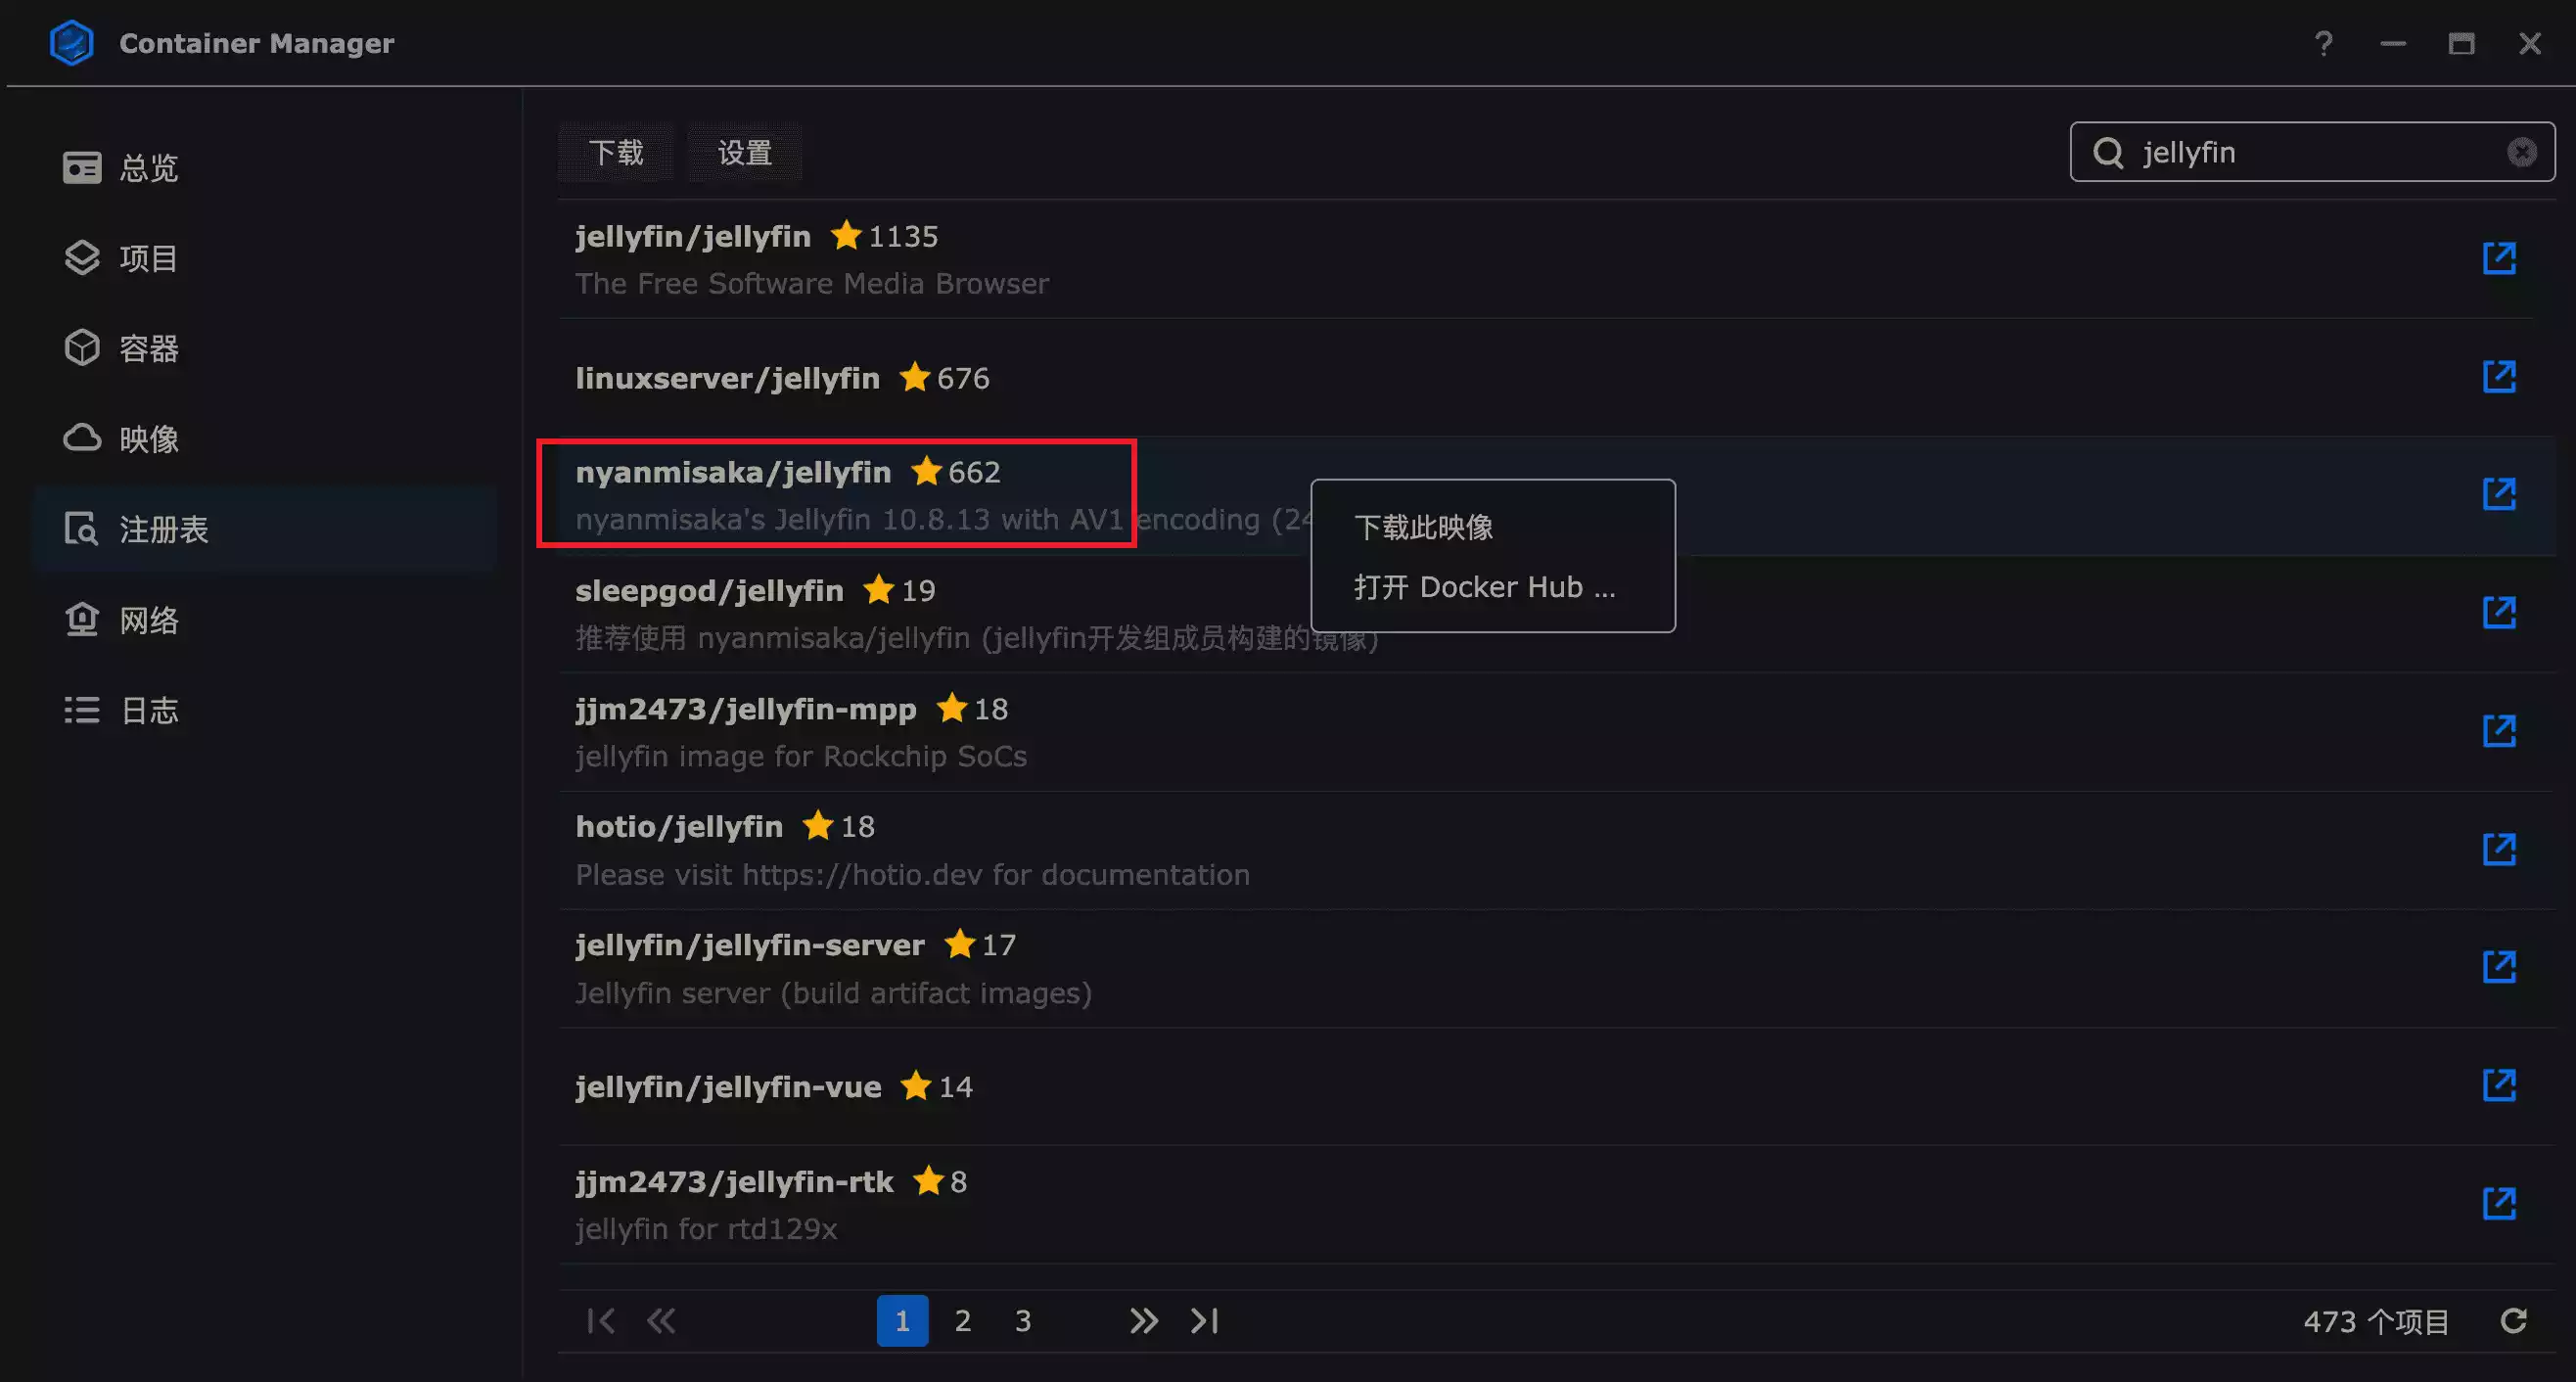 Container Manager
?
总览
项目
容器
映像
注册表
网络
日志
下载
设置
jellyfin
jellyfin/jellyfin 1135
The Free Software Media Browser
linuxserver/jellyfin 676
nyanmisaka/jellyfin 662
nyanmisaka's Jellyfin 10.8.13 with AV1 encoding (24
下载此映像
打开 Docker Hub ...
sleepgod/jellyfin 19
推荐使用 nyanmisaka/jellyfin (jellyfin开发组成员构建的镜像)
jjm2473/jellyfin-mpp 18
jellyfin image for Rockchip SoCs
hotio/jellyfin 18
Please visit https://hotio.dev for documentation
jellyfin/jellyfin-server 17
Jellyfin server (build artifact images)
jellyfin/jellyfin-vue 14
jjm2473/jellyfin-rtk 8
jellyfin for rtd129x
1 2 3
473 个项目